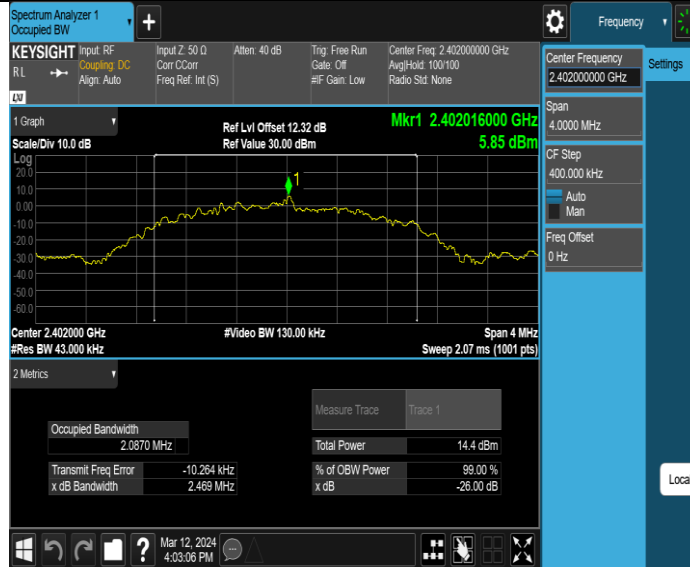 Spectrum Analyzer 1
Occupied BW
+
Frequency
KEYSIGHT
RL
LXI
Input: RF
Coupling: DC
Align: Auto
Input Z: 50 Ω
Corr CCorr
Freq Ref: Int (S)
Atten: 40 dB
Trig: Free Run
Gate: Off
#IF Gain: Low
Center Freq: 2.402000000 GHz
Avg|Hold: 100/100
Radio Std: None
Center Frequency
2.402000000 GHz
Settings
Span
4.0000 MHz
CF Step
400.000 kHz
Auto
Man
Freq Offset
0 Hz
1 Graph
Scale/Div 10.0 dB
Ref Lvl Offset 12.32 dB
Ref Value 30.00 dBm
Mkr1 2.402016000 GHz
5.85 dBm
Log
20.0
10.0
0.00
-10.0
-20.0
-30.0
-40.0
-50.0
-60.0
1
Center 2.402000 GHz
#Res BW 43.000 kHz
#Video BW 130.00 kHz
Span 4 MHz
Sweep 2.07 ms (1001 pts)
2 Metrics
Measure Trace
Trace 1
Occupied Bandwidth
2.0870 MHz
Total Power
14.4 dBm
Transmit Freq Error
-10.264 kHz
% of OBW Power
99.00 %
x dB Bandwidth
2.469 MHz
x dB
-26.00 dB
Loca
?
Mar 12, 2024
4:03:06 PM